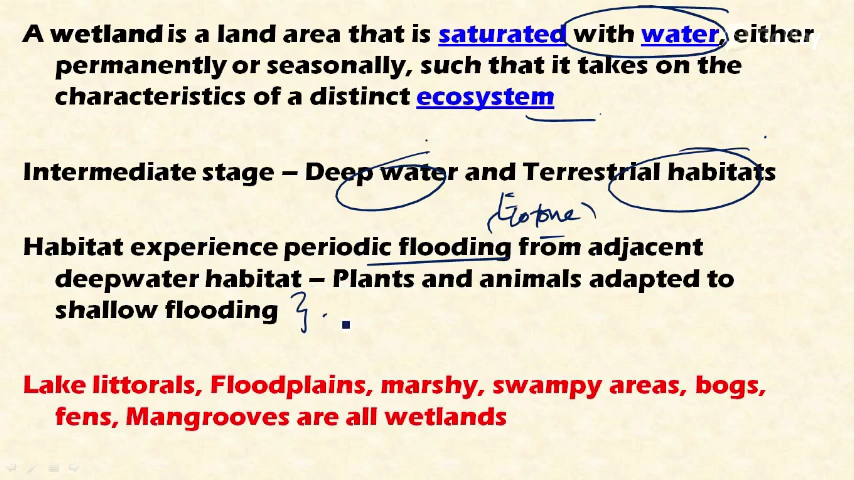 A wetland is a land area that is saturated with water, either
permanently or seasonally, such that it takes on the
characteristics of a distinct ecosystem
Intermediate stage – Deep water and Terrestrial habitats
(Ecotone)
Habitat experience periodic flooding from adjacent
deepwater habitat – Plants and animals adapted to
shallow flooding
Lake littorals, Floodplains, marshy, swampy areas, bogs,
fens, Mangrooves are all wetlands